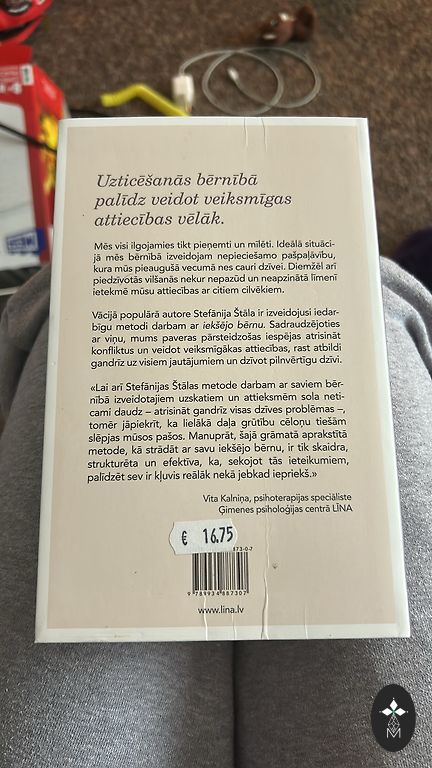 Uzticēšanās bērnībā
palīdz veidot veiksmīgas
attiecības vēlāk.
Mēs visi ilgojamies tikt pieņemti un mīlēti. Ideālā situāci-
jā mēs bērnībā izveidojam nepieciešamo pašpaļāvību,
kura mūs pieaugušā vecumā nes cauri dzīvei. Diemžēl arī
piedzīvotās vilšanās nekur nepazūd un neapzinātā līmenī
ietekmē mūsu attiecības ar citiem cilvēkiem.
Vācijā populārā autore Stefānija Štāla ir izveidojusi iedar-
bīgu metodi darbam ar iekšējo bērnu. Sadraudzējoties
ar viņu, mums paveras pārsteidzošas iespējas atrisināt
konfliktus un veidot veiksmīgākas attiecības, rast atbildi
gandrīz uz visiem jautājumiem un dzīvot pilnvērtīgu dzīvi.
«Lai arī Stefānijas Štālas metode darbam ar saviem bēr-
nībā izveidotajiem uzskatiem un attieksmēm sola neti-
cami daudz – atrisināt gandrīz visas dzīves problēmas –,
tomēr jāpiekrīt, ka lielākā daļa grūtību cēloņu tiešām
slēpjas mūsos pašos. Manuprāt, šajā grāmatā aprakstītā
metode, kā strādāt ar savu iekšējo bērnu, ir tik skaidra,
strukturēta un efektīva, ka, sekojot tās ieteikumiem,
palīdzēt sev ir kļuvis reālāk nekā jebkad iepriekš.»
Vita Kalniņa, psihoterapijas speciāliste
Ģimenes psiholoģijas centrā LĪNA
€ 16.75
873-0-7
9 789934 887307
www.lina.lv